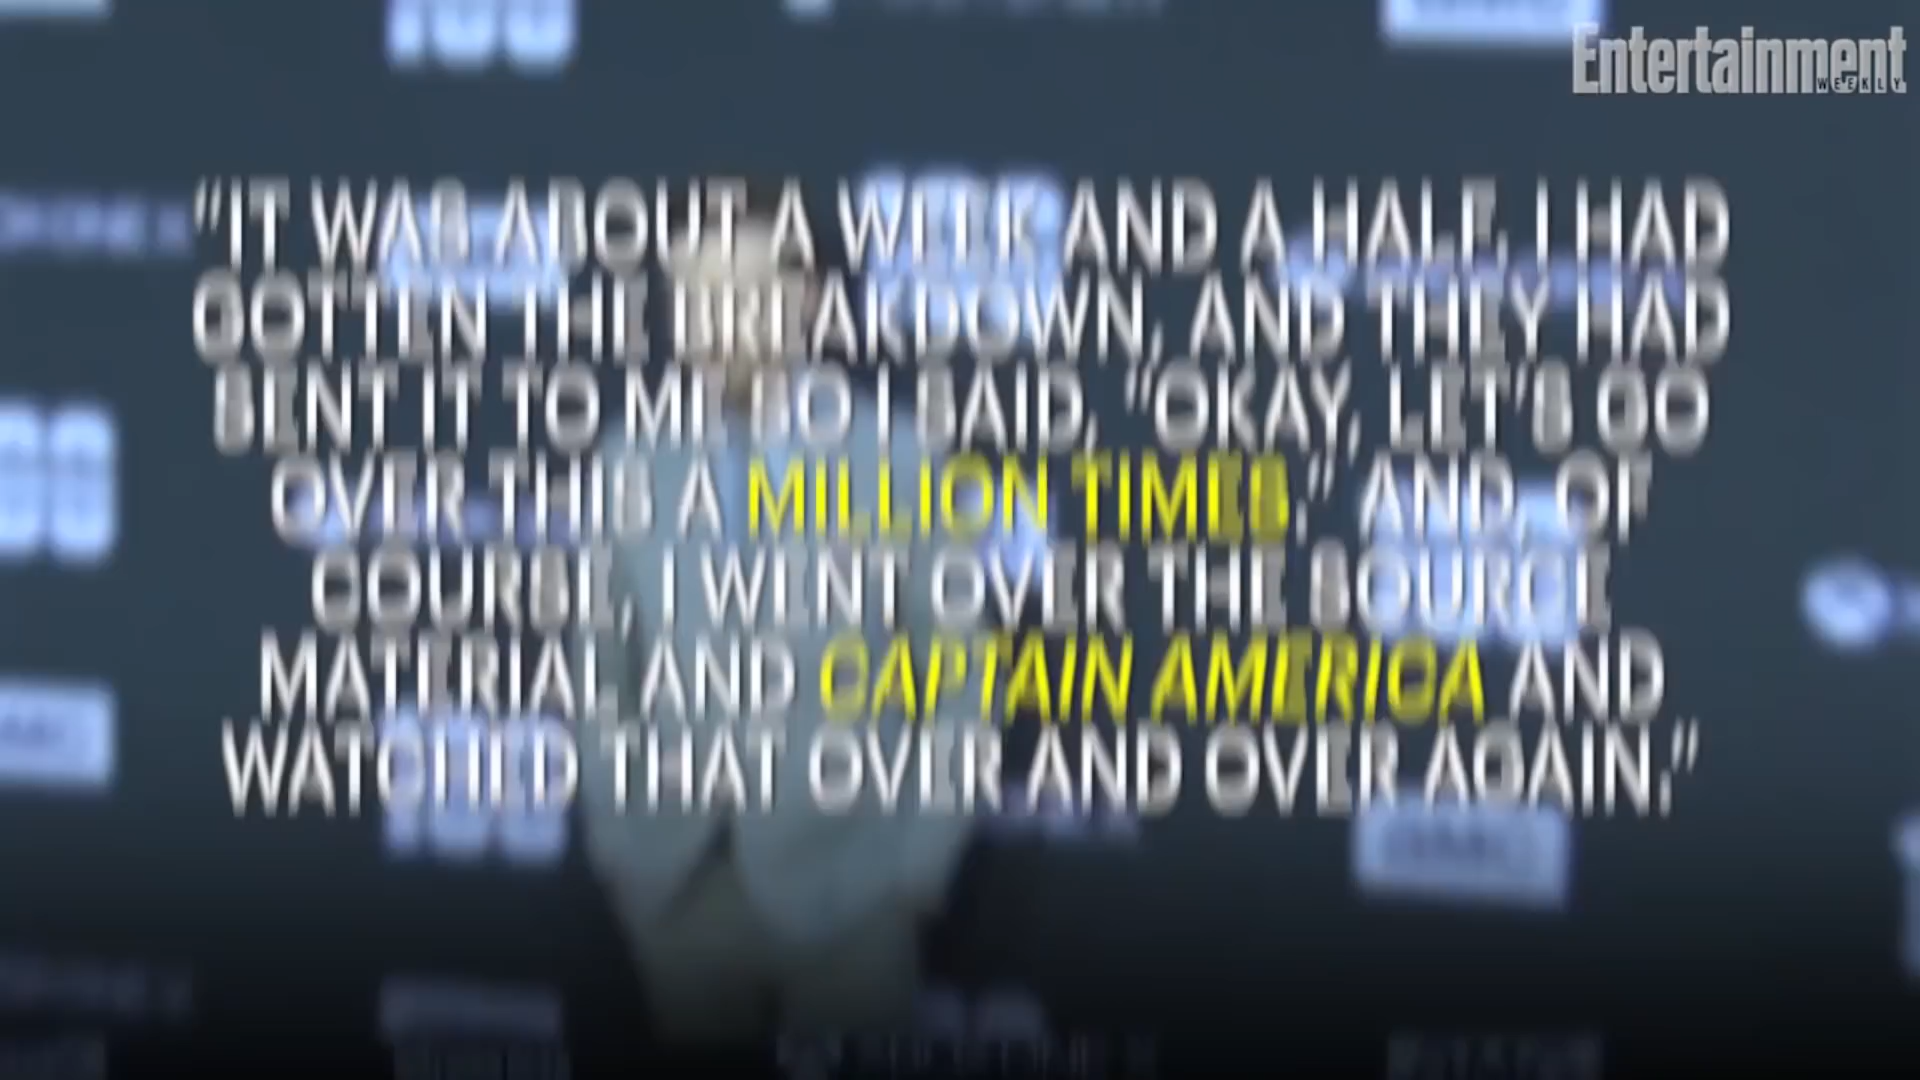 Entertainment
WEEKLY
"IT WAS ABOUT A WEEK AND A HALF. I HAD
GOTTEN THE BREAKDOWN, AND THEY HAD
SENT IT TO ME SO I SAID, "OKAY, LET'S GO
OVER THIS A MILLION TIMES." AND, OF
COURSE, I WENT OVER THE SOURCE
MATERIAL AND CAPTAIN AMERICA AND
WATCHED THAT OVER AND OVER AGAIN."